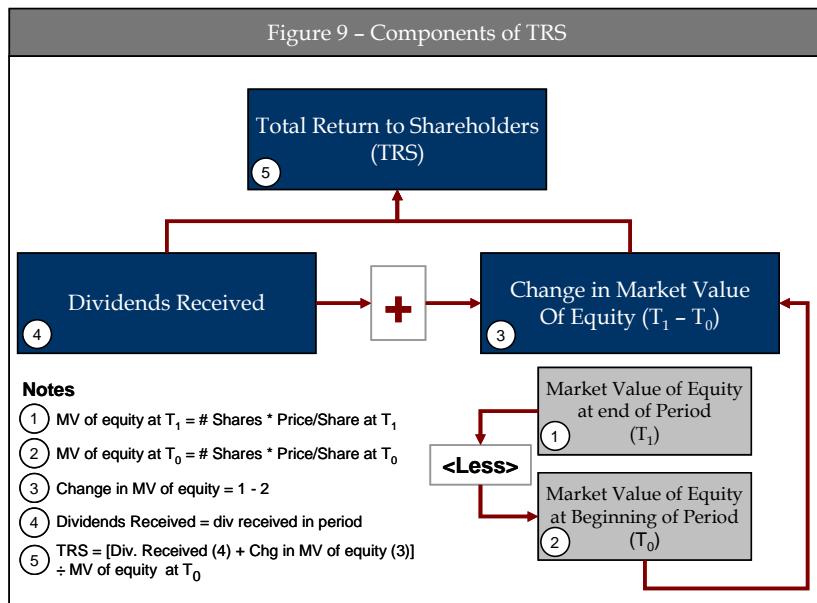 Figure 9 – Components of TRS
Total Return to Shareholders
(TRS)
5
Dividends Received
4
+
Change in Market Value
Of Equity (T₁ – T₀)
3
Notes
1 MV of equity at T₁ = # Shares * Price/Share at T₁
2 MV of equity at T₀ = # Shares * Price/Share at T₀
3 Change in MV of equity = 1 - 2
4 Dividends Received = div received in period
5 TRS = [Div. Received (4) + Chg in MV of equity (3)]
÷ MV of equity at T₀
Market Value of Equity
at end of Period
(T₁)
1
<Less>
Market Value of Equity
at Beginning of Period
(T₀)
2